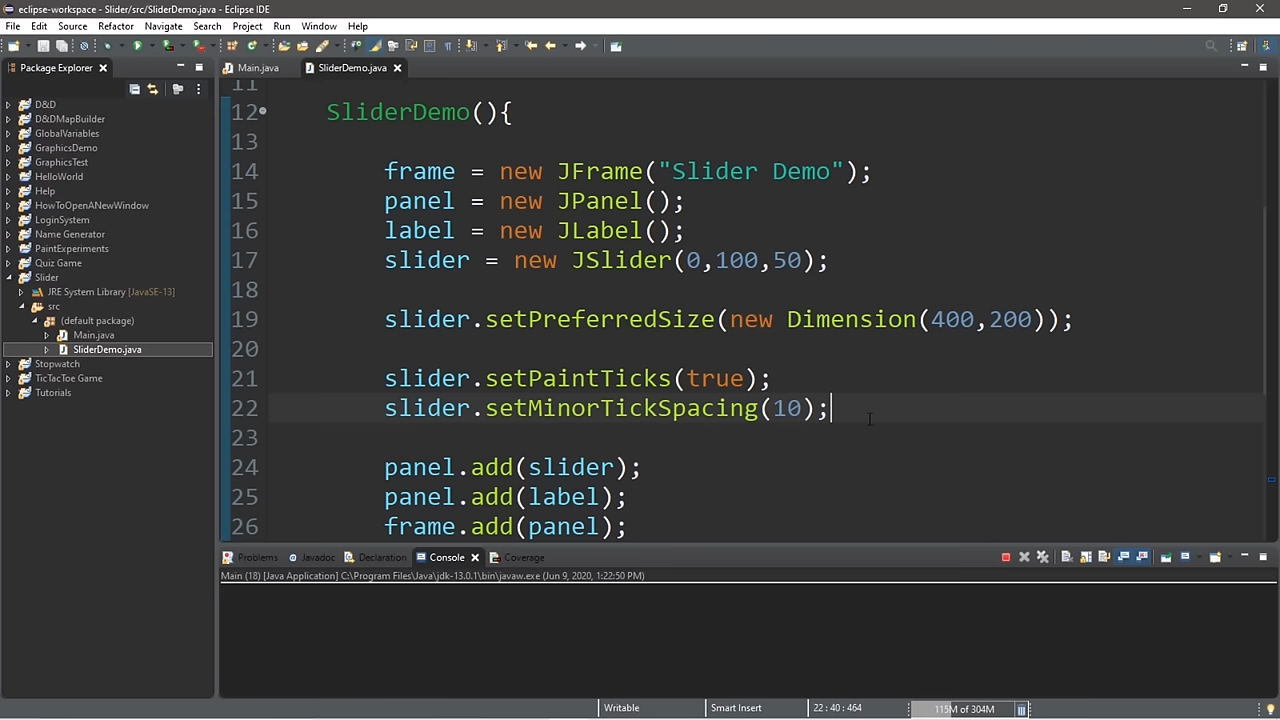 eclipse-workspace - Slider/src/SliderDemo.java - Eclipse IDE
File Edit Source Refactor Navigate Search Project Run Window Help
Package Explorer
Main.java SliderDemo.java
D&D
D&DMapBuilder
GlobalVariables
GraphicsDemo
GraphicsTest
HelloWorld
Help
HowToOpenANewWindow
LoginSystem
Name Generator
PaintExperiments
Quiz Game
Slider
JRE System Library [JavaSE-13]
src
(default package)
Main.java
SliderDemo.java
Stopwatch
TicTacToe Game
Tutorials
11
12 SliderDemo(){
13
14 frame = new JFrame("Slider Demo");
15 panel = new JPanel();
16 label = new JLabel();
17 slider = new JSlider(0,100,50);
18
19 slider.setPreferredSize(new Dimension(400,200));
20
21 slider.setPaintTicks(true);
22 slider.setMinorTickSpacing(10);
23
24 panel.add(slider);
25 panel.add(label);
26 frame.add(panel);
Problems Javadoc Declaration Console Coverage
Main (18) [Java Application] C:\Program Files\Java\jdk-13.0.1\bin\javaw.exe (Jun 9, 2020, 1:22:50 PM)
Writable Smart Insert 22 : 40 : 464 115M of 304M